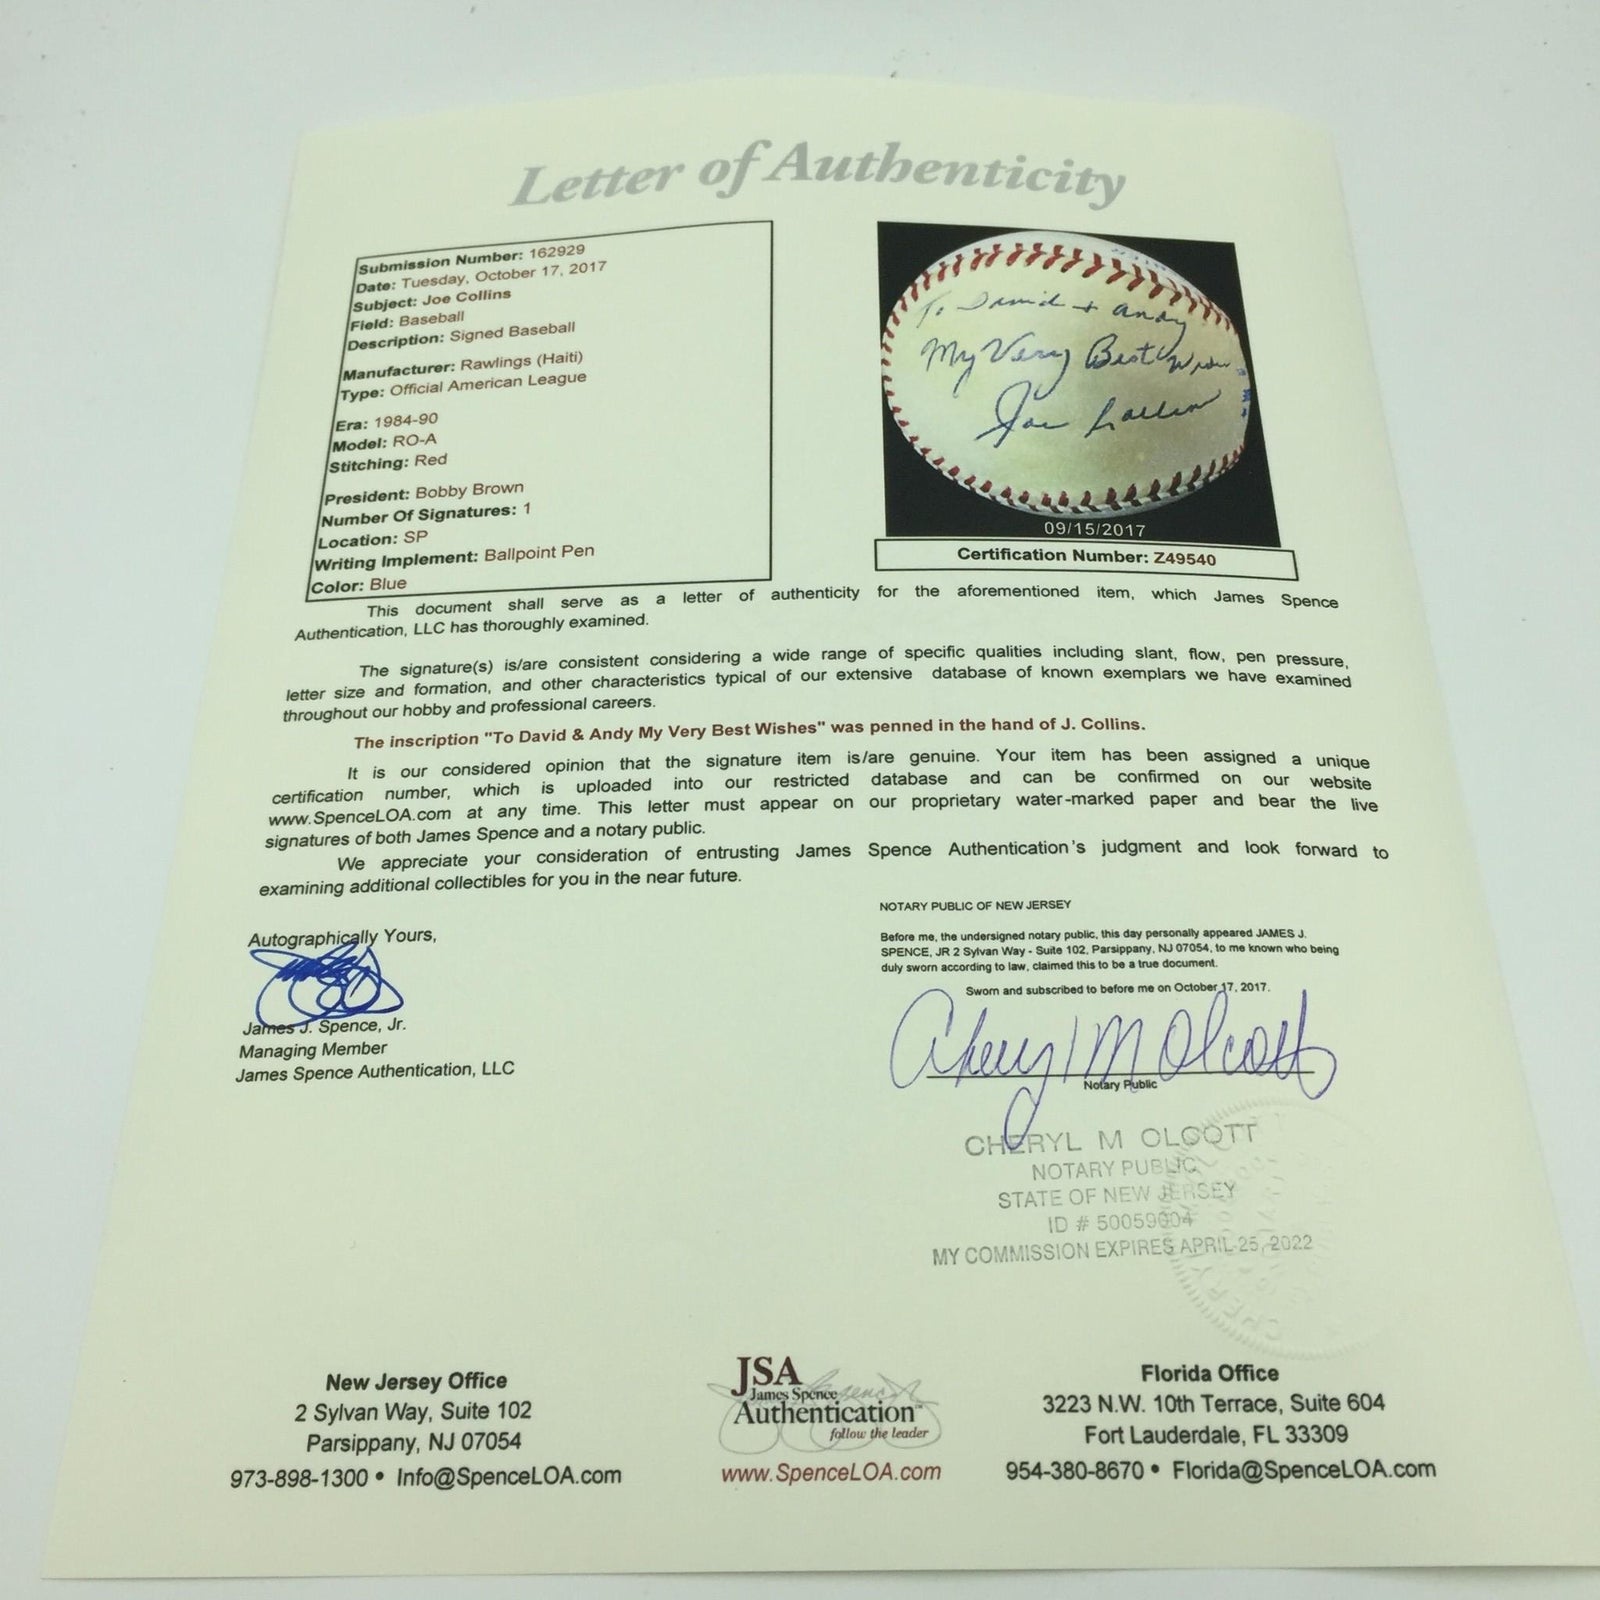 Letter of Authenticity
Submission Number: 162929
Date: Tuesday, October 17, 2017
Subject: Joe Collins
Field: Baseball
Description: Signed Baseball
Manufacturer: Rawlings (Haiti)
Type: Official American League
Era: 1984-90
Model: RO-A
Stitching: Red
President: Bobby Brown
Number Of Signatures: 1
Location: SP
Writing Implement: Ballpoint Pen
Color: Blue
To David + Andy
My Very Best Wishes
Joe Collins
09/15/2017
Certification Number: Z49540
This document shall serve as a letter of authenticity for the aforementioned item, which James Spence
Authentication, LLC has thoroughly examined.
The signature(s) is/are consistent considering a wide range of specific qualities including slant, flow, pen pressure,
letter size and formation, and other characteristics typical of our extensive database of known exemplars we have examined
throughout our hobby and professional careers.
The inscription "To David & Andy My Very Best Wishes" was penned in the hand of J. Collins.
It is our considered opinion that the signature item is/are genuine. Your item has been assigned a unique
certification number, which is uploaded into our restricted database and can be confirmed on our website
www.SpenceLOA.com at any time. This letter must appear on our proprietary water-marked paper and bear the live
signatures of both James Spence and a notary public.
We appreciate your consideration of entrusting James Spence Authentication's judgment and look forward to
examining additional collectibles for you in the near future.
Autographically Yours,
James J. Spence, Jr.
Managing Member
James Spence Authentication, LLC
NOTARY PUBLIC OF NEW JERSEY
Before me, the undersigned notary public, this day personally appeared JAMES J.
SPENCE, JR 2 Sylvan Way - Suite 102, Parsippany, NJ 07054, to me known who being
duly sworn according to law, claimed this to be a true document.
Sworn and subscribed to before me on October 17, 2017.
Cheryl M Olcott
Notary Public
CHERYL M OLCOTT
NOTARY PUBLIC
STATE OF NEW JERSEY
ID # 50059004
MY COMMISSION EXPIRES APRIL 25, 2022
New Jersey Office
2 Sylvan Way, Suite 102
Parsippany, NJ 07054
973-898-1300 • Info@SpenceLOA.com
JSA
James Spence
Authentication™
follow the leader
www.SpenceLOA.com
Florida Office
3223 N.W. 10th Terrace, Suite 604
Fort Lauderdale, FL 33309
954-380-8670 • Florida@SpenceLOA.com